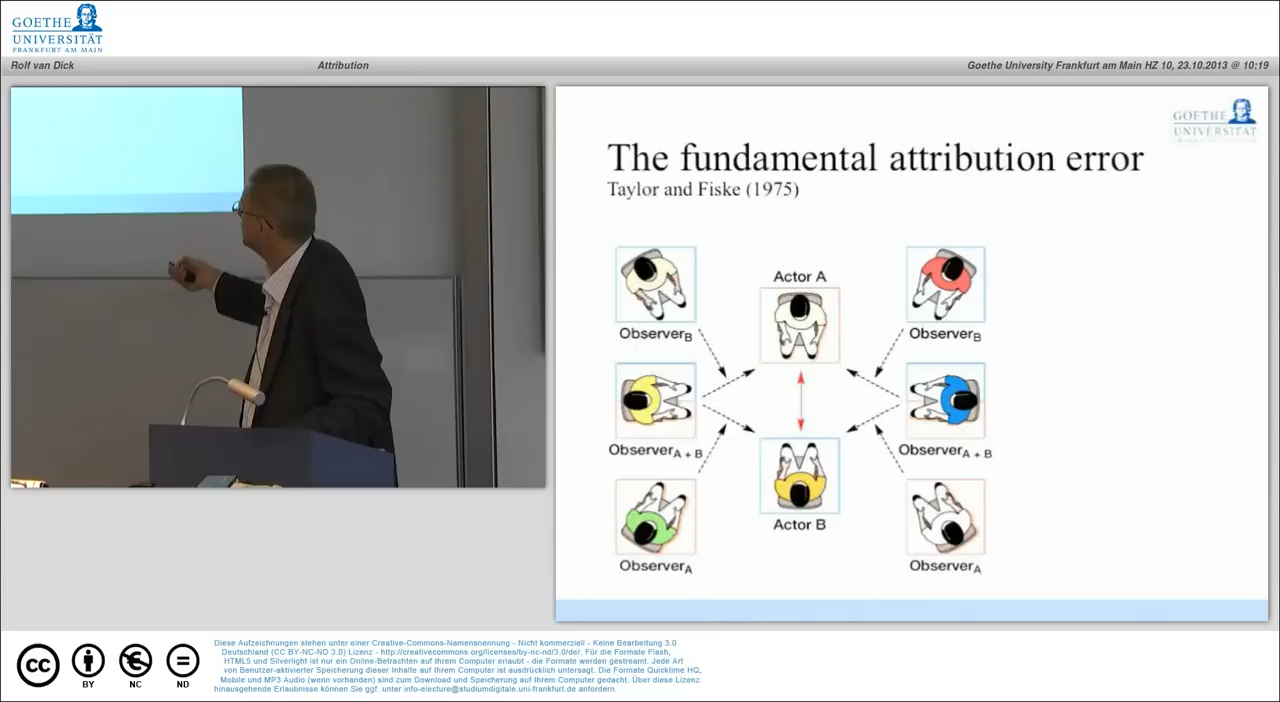 GOETHE
UNIVERSITÄT
FRANKFURT AM MAIN
Rolf van Dick
Attribution
Goethe University Frankfurt am Main HZ 10, 23.10.2013 @ 10:19
GOETHE
UNIVERSITÄT
The fundamental attribution error
Taylor and Fiske (1975)
Actor A
ObserverB
ObserverB
ObserverA + B
ObserverA + B
Actor B
ObserverA
ObserverA
cc
BY
NC
ND
Diese Aufzeichnungen stehen unter einer Creative-Commons-Namensnennung - Nicht kommerziell - Keine Bearbeitung 3.0
Deutschland (CC BY-NC-ND 3.0) Lizenz - http://creativecommons.org/licenses/by-nc-nd/3.0/de/. Für die Formate Flash,
HTML5 und Silverlight ist nur ein Online-Betrachten auf Ihrem Computer erlaubt - die Formate werden gestreamt. Jede Art
von Benutzer-aktivierter Speicherung dieser Inhalte auf Ihrem Computer ist ausdrücklich untersagt. Die Formate Quicktime HQ,
Mobile und MP3 Audio (wenn vorhanden) sind zum Download und Speicherung auf Ihrem Computer gedacht. Über diese Lizenz
hinausgehende Erlaubnisse können Sie ggf. unter info-electure@studiumdigitale.uni-frankfurt.de anfordern.